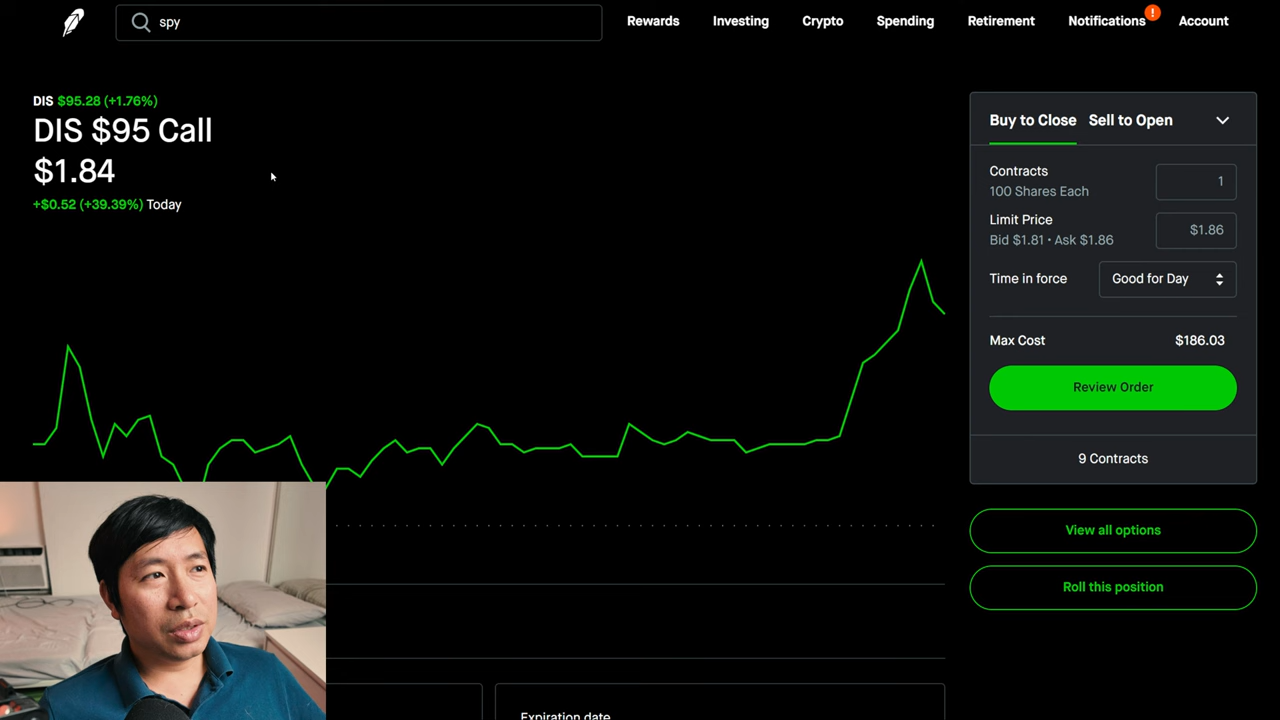 spy
Rewards
Investing
Crypto
Spending
Retirement
Notifications
!
Account
DIS $95.28 (+1.76%)
DIS $95 Call
$1.84
+$0.52 (+39.39%) Today
Buy to Close
Sell to Open
Contracts
1
100 Shares Each
Limit Price
$1.86
Bid $1.81 • Ask $1.86
Time in force
Good for Day
Max Cost
$186.03
Review Order
9 Contracts
View all options
Roll this position
Expiration date